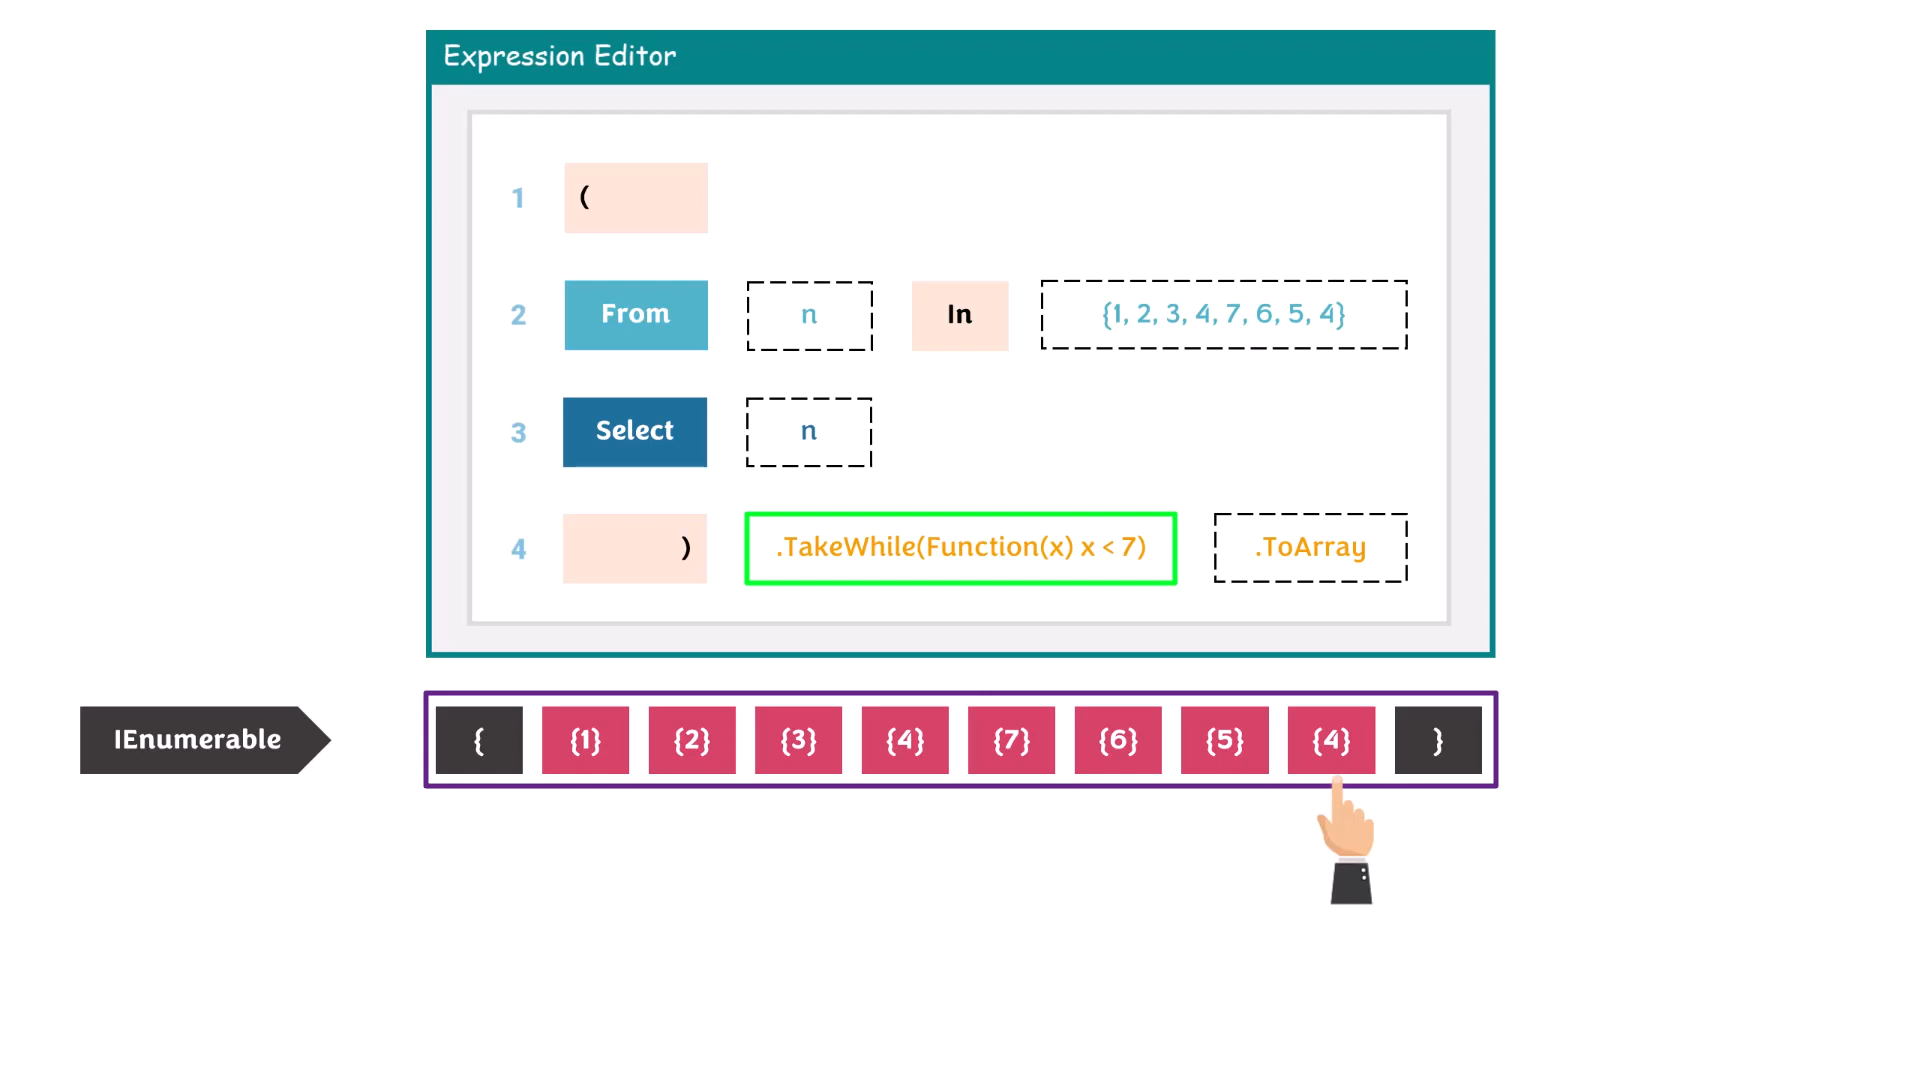 Expression Editor
1 (
2 From n In {1, 2, 3, 4, 7, 6, 5, 4}
3 Select n
4 ) .TakeWhile(Function(x) x < 7) .ToArray
IEnumerable { {1} {2} {3} {4} {7} {6} {5} {4} }